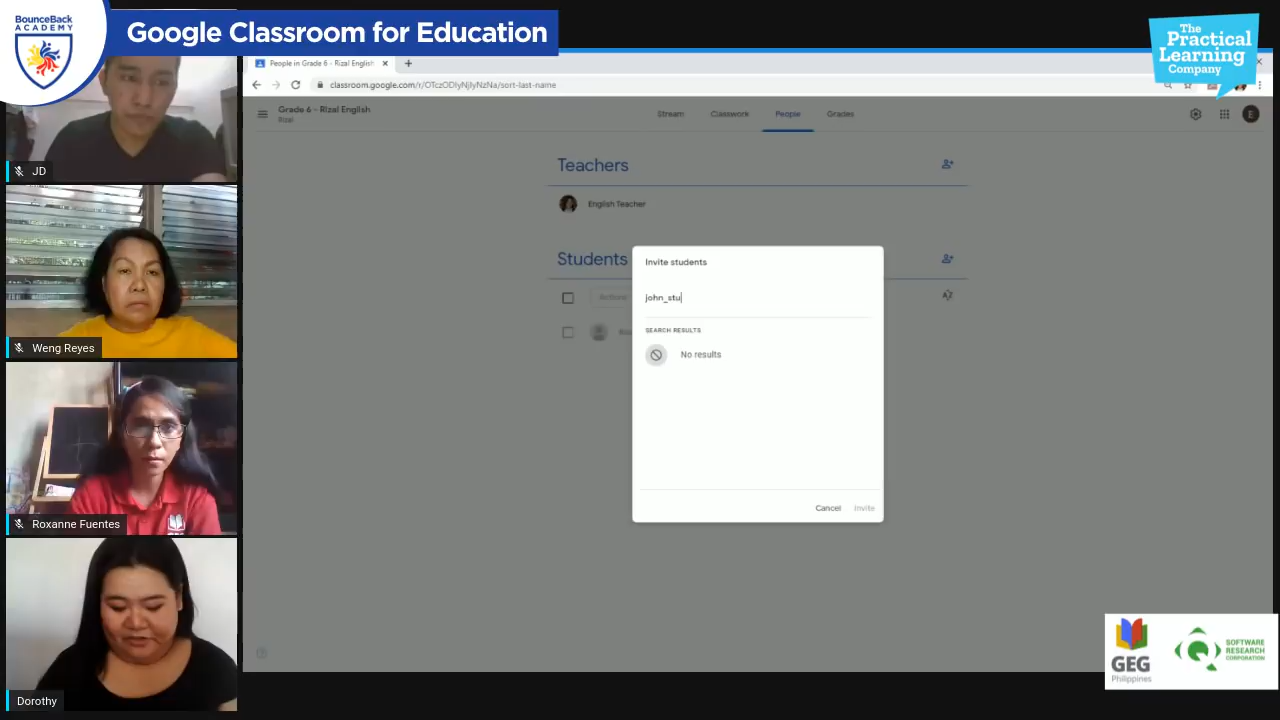 BounceBack
ACADEMY
Google Classroom for Education
The
Practical
Learning
Company
People in Grade 6 - Rizal English
classroom.google.com/r/OTczODIyNjIyNzNa/sort-last-name
Grade 6 - Rizal English
Rizal
Stream
Classwork
People
Grades
E
Teachers
English Teacher
Students
Actions
Invite students
john_stu
SEARCH RESULTS
No results
Cancel
Invite
JD
Weng Reyes
Roxanne Fuentes
Dorothy
GEG
Philippines
SOFTWARE
RESEARCH
CORPORATION